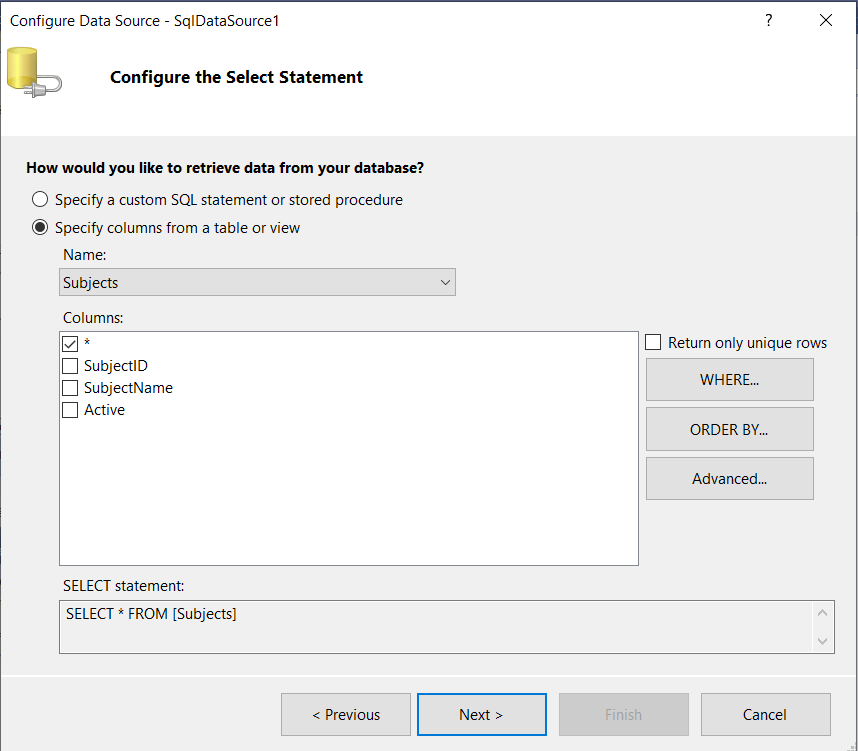 Configure Data Source - SqlDataSource1
?
Configure the Select Statement
How would you like to retrieve data from your database?
Specify a custom SQL statement or stored procedure
Specify columns from a table or view
Name:
Subjects
Columns:
*
SubjectID
SubjectName
Active
Return only unique rows
WHERE...
ORDER BY...
Advanced...
SELECT statement:
SELECT * FROM [Subjects]
< Previous
Next >
Finish
Cancel